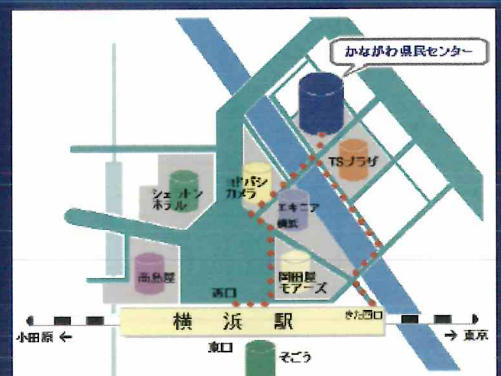 かながわ県民センター
TSプラザ
シェラトン
ホテル
ヨドバシ
カメラ
エキニア
横浜
高島屋
岡田屋
モアーズ
西口
きた西口
横浜駅
小田原 ←
→ 東京
東口
そごう